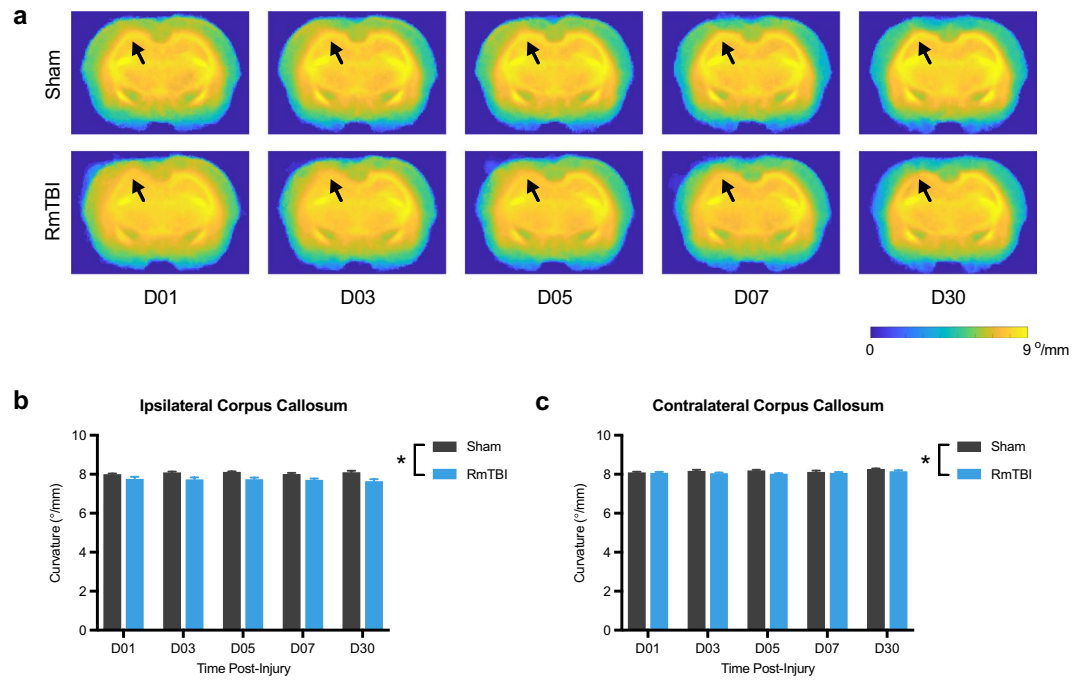 a
Sham
RmTBI
D01
D03
D05
D07
D30
0
9 °/mm
b
Ipsilateral Corpus Callosum
Curvature (°/mm)
10
8
6
4
2
0
D01
D03
D05
D07
D30
Time Post-Injury
*
Sham
RmTBI
c
Contralateral Corpus Callosum
Curvature (°/mm)
10
8
6
4
2
0
D01
D03
D05
D07
D30
Time Post-Injury
*
Sham
RmTBI